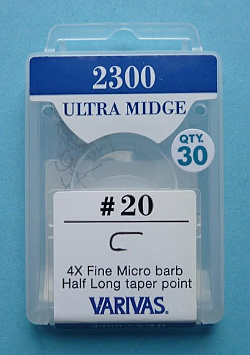 2300
ULTRA MIDGE
QTY.
30
#20
4X Fine Micro barb
Half Long taper point
VARIVAS®